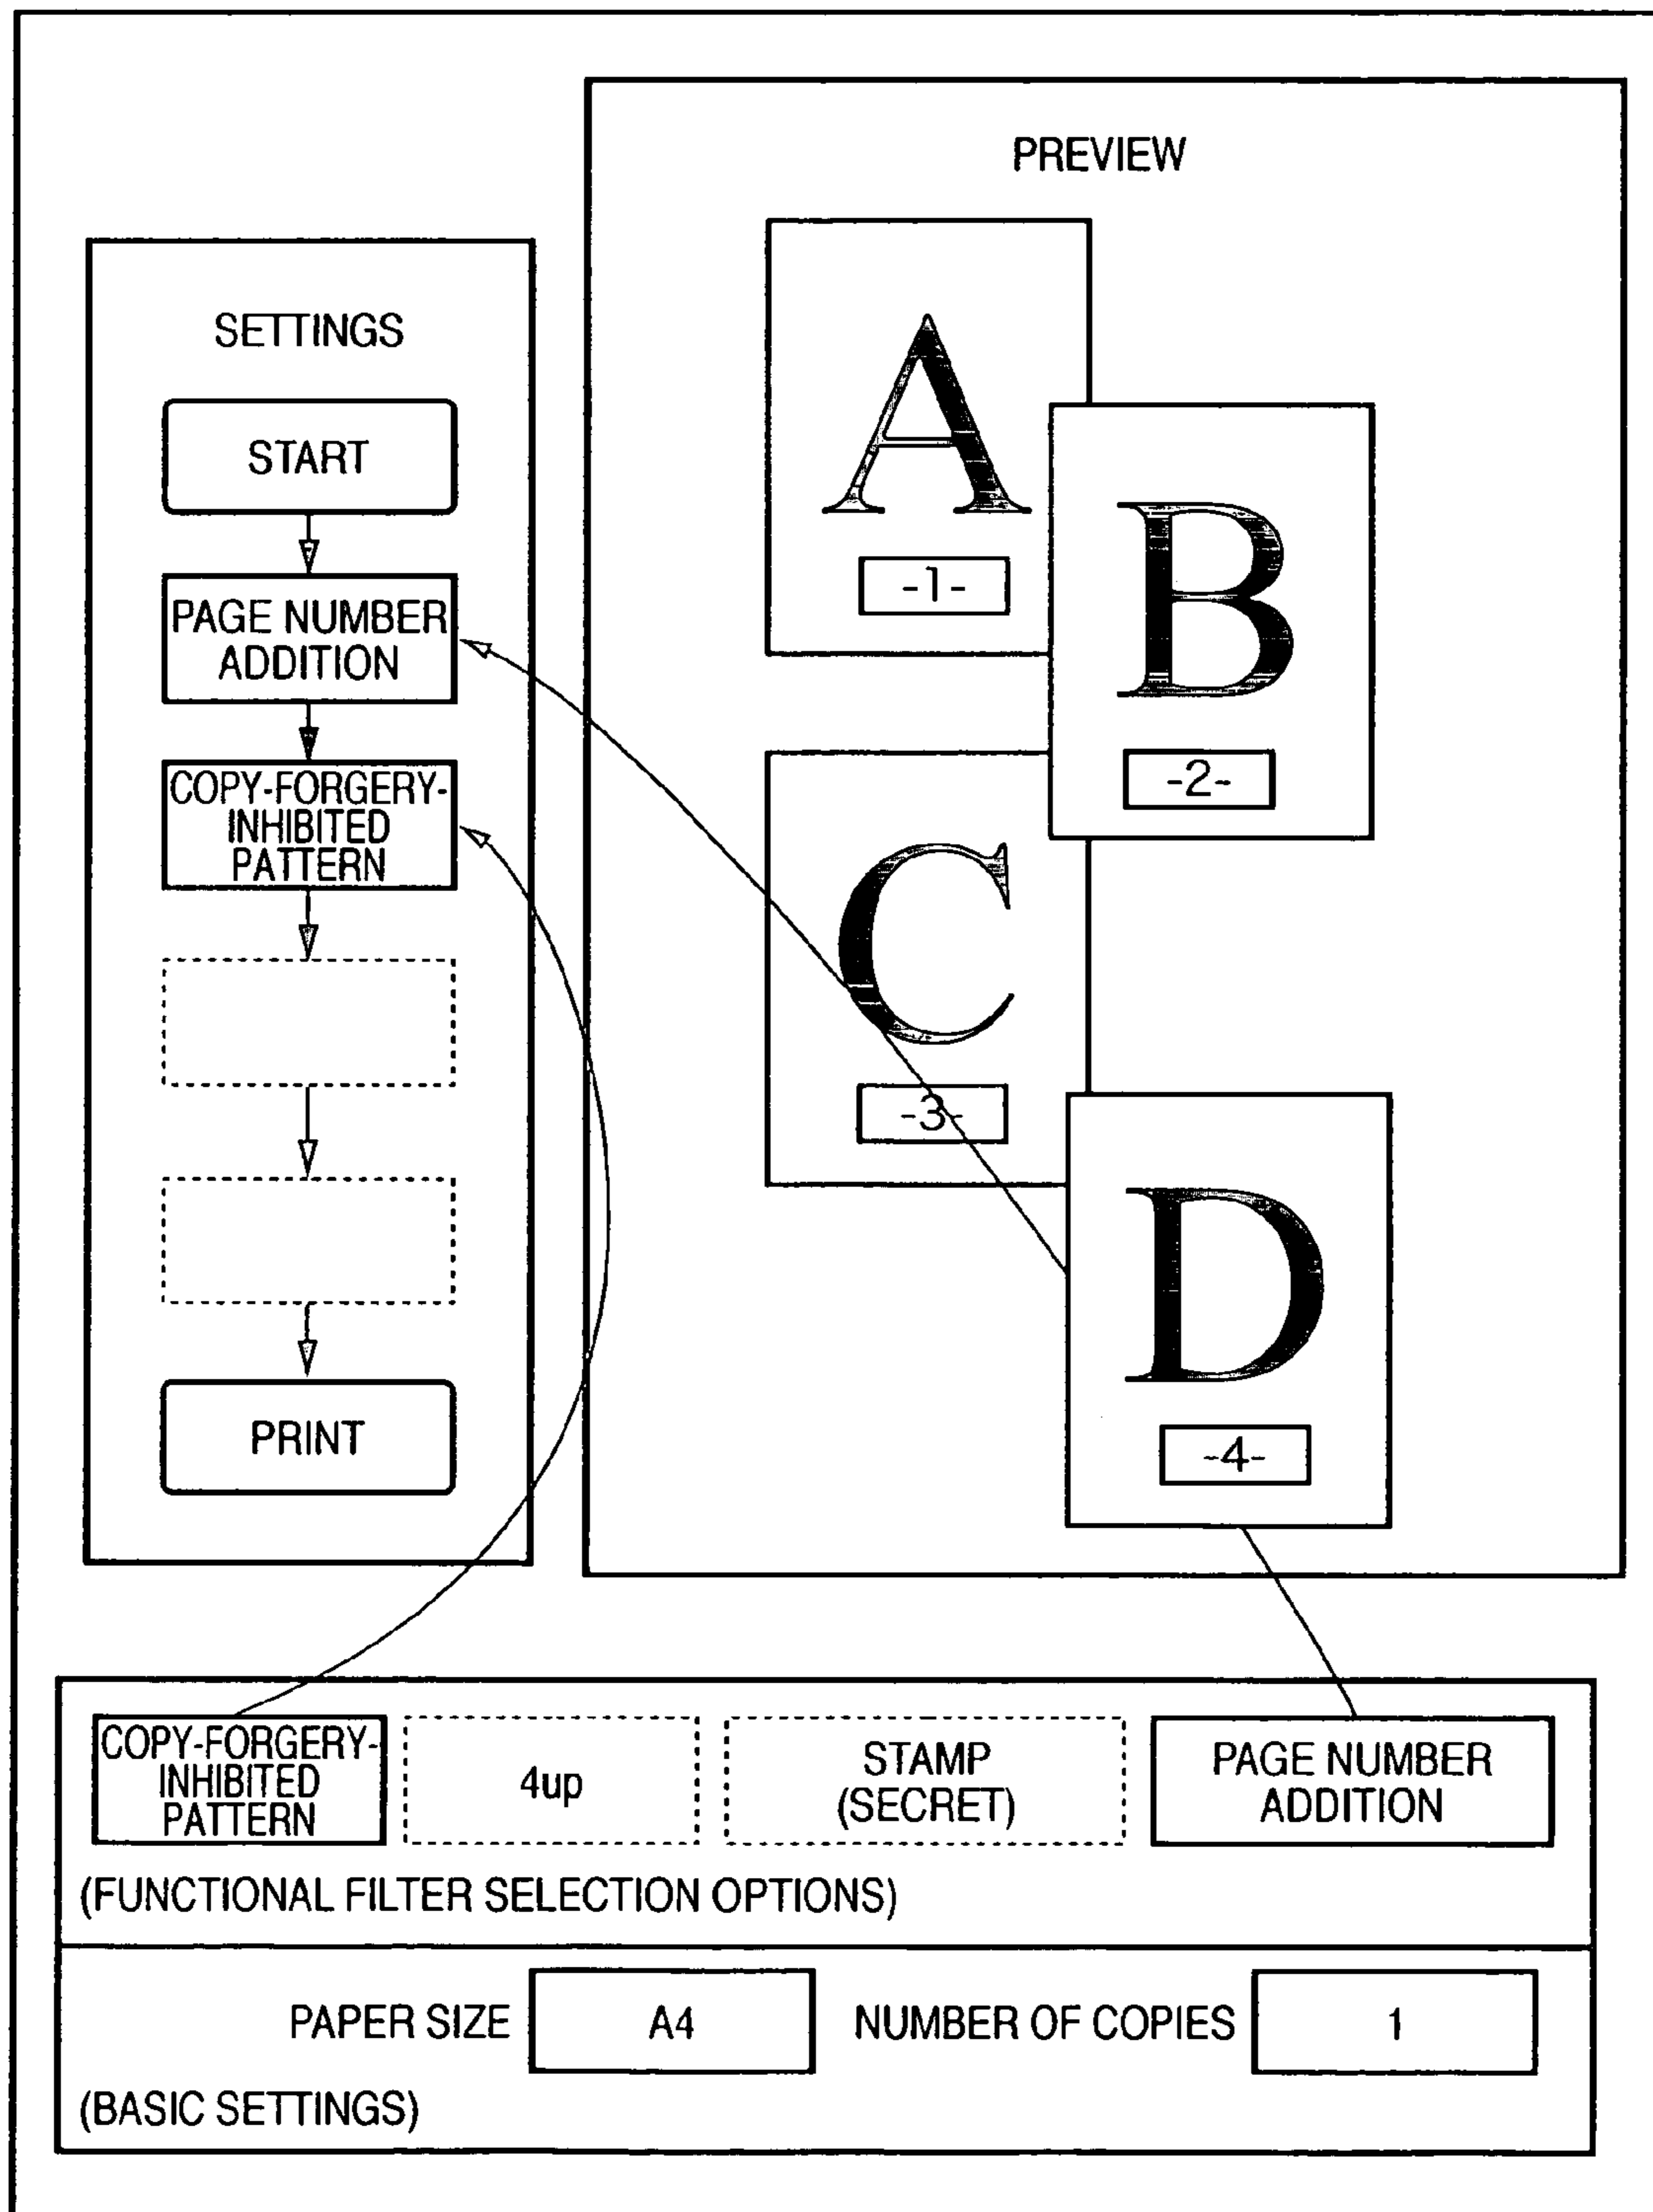 SETTINGS
START
PAGE NUMBER
ADDITION
COPY-FORGERY-
INHIBITED
PATTERN
PRINT
PREVIEW
A
-1-
B
-2-
C
-3-
D
-4-
COPY-FORGERY-
INHIBITED
PATTERN
4up
STAMP
(SECRET)
PAGE NUMBER
ADDITION
(FUNCTIONAL FILTER SELECTION OPTIONS)
PAPER SIZE A4 NUMBER OF COPIES 1
(BASIC SETTINGS)